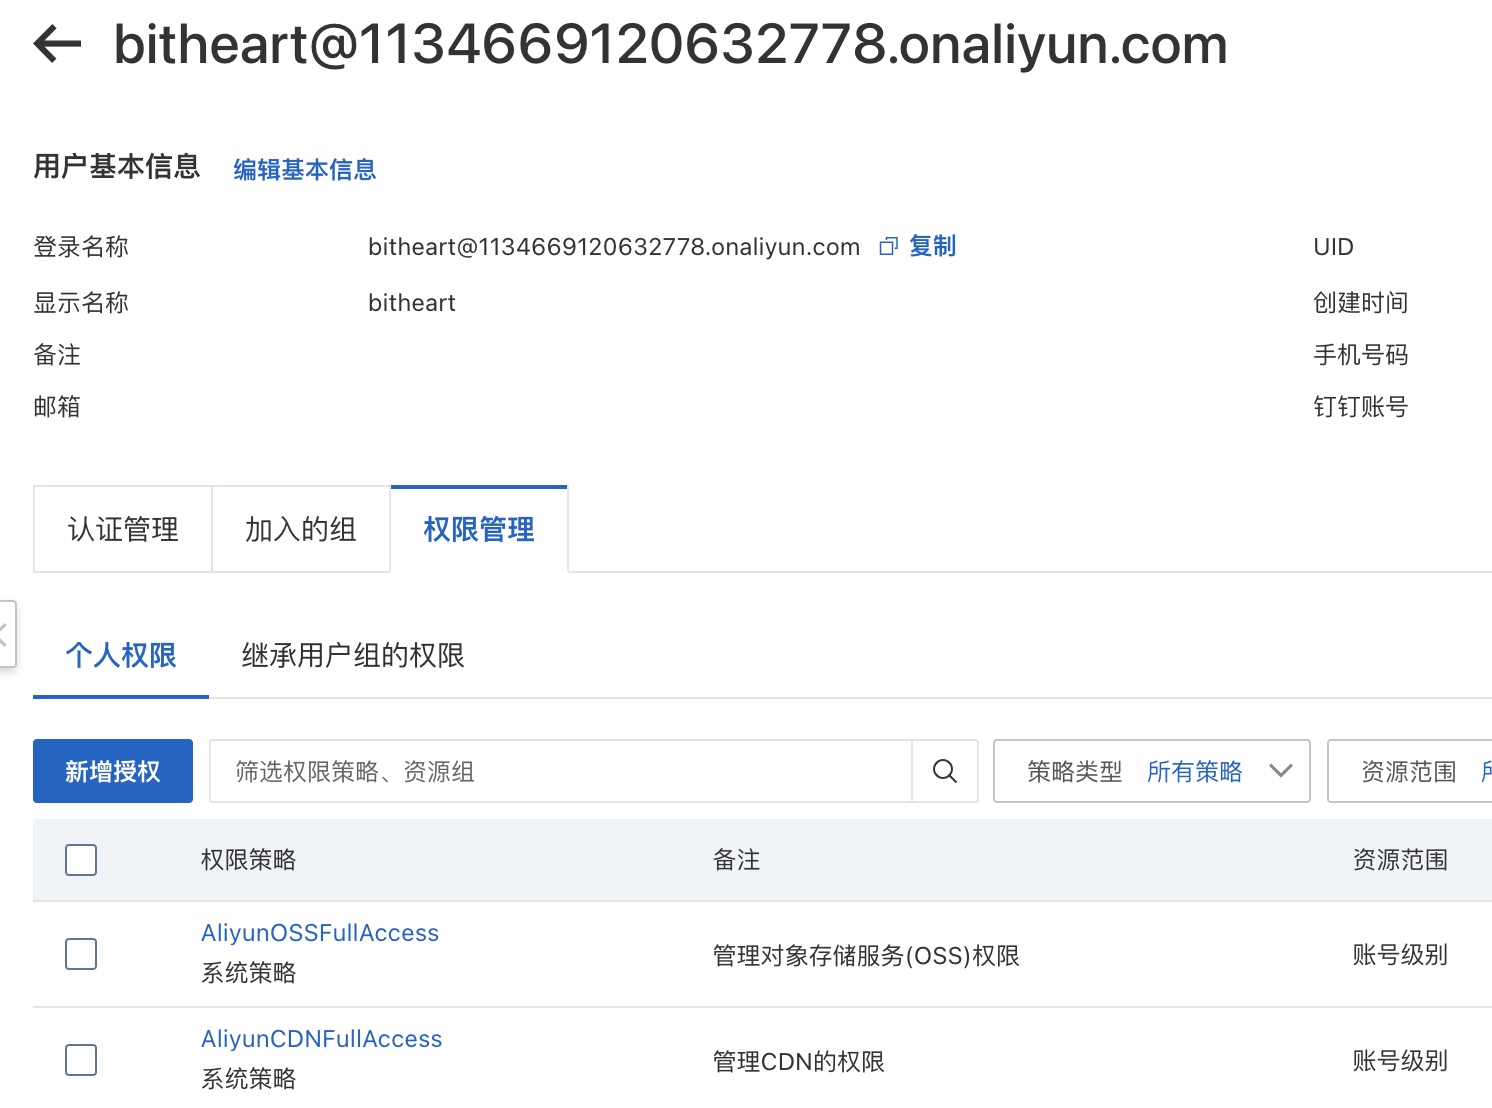 bitheart@1134669120632778.onaliyun.com
用户基本信息 编辑基本信息
登录名称 bitheart@1134669120632778.onaliyun.com 复制 UID
显示名称 bitheart 创建时间
备注 手机号码
邮箱 钉钉账号
认证管理 加入的组 权限管理
个人权限 继承用户组的权限
新增授权 筛选权限策略、资源组 策略类型 所有策略 资源范围
权限策略 备注 资源范围
AliyunOSSFullAccess
系统策略 管理对象存储服务(OSS)权限 账号级别
AliyunCDNFullAccess
系统策略 管理CDN的权限 账号级别